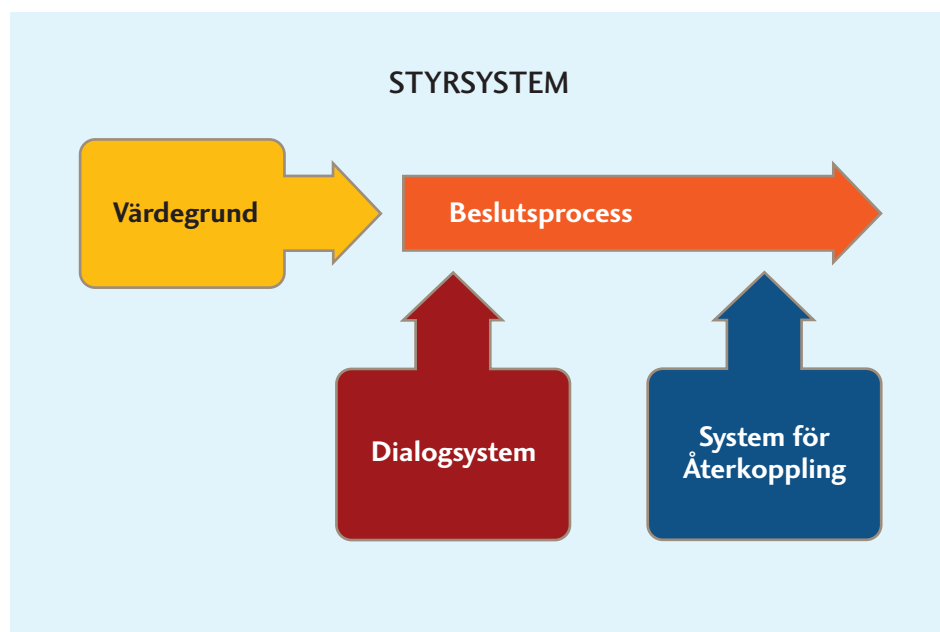 STYRSYSTEM
Värdegrund
Beslutsprocess
Dialogsystem
System för
Återkoppling